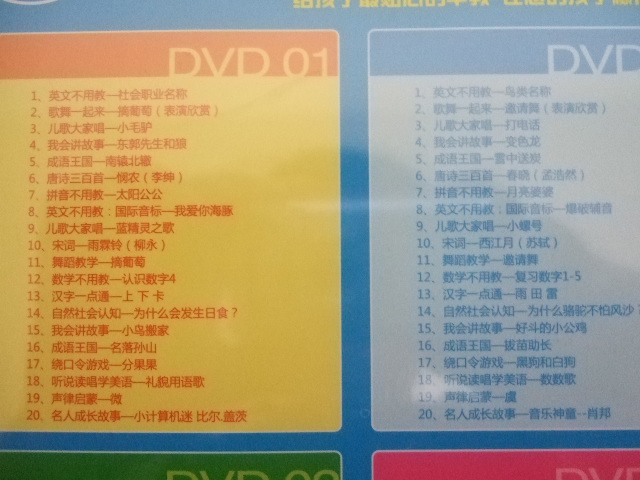 DVD 01
1、英文不用教—社会职业名称
2、歌舞一起来—摘葡萄（表演欣赏）
3、儿歌大家唱—小毛驴
4、我会讲故事—东郭先生和狼
5、成语王国—南辕北辙
6、唐诗三百首—悯农（李绅）
7、拼音不用教—太阳公公
8、英文不用教：国际音标—我爱你海豚
9、儿歌大家唱—蓝精灵之歌
10、宋词—雨霖铃（柳永）
11、舞蹈教学—摘葡萄
12、数学不用教—认识数字4
13、汉字一点通—上 下 卡
14、自然社会认知—为什么会发生日食？
15、我会讲故事—小鸟搬家
16、成语王国—名落孙山
17、绕口令游戏—分果果
18、听说读唱学美语—礼貌用语歌
19、声律启蒙—微
20、名人成长故事—小计算机迷 比尔.盖茨
DVD
1、英文不用教—鸟类名称
2、歌舞一起来—邀请舞（表演欣赏）
3、儿歌大家唱—打电话
4、我会讲故事—变色龙
5、成语王国—雪中送炭
6、唐诗三百首—春晓（孟浩然）
7、拼音不用教—月亮婆婆
8、英文不用教：国际音标—爆破辅音
9、儿歌大家唱—小螺号
10、宋词—西江月（苏轼）
11、舞蹈教学—邀请舞
12、数学不用教—复习数字1-5
13、汉字一点通—雨 田 雷
14、自然社会认知—为什么骆驼不怕风沙？
15、我会讲故事—好斗的小公鸡
16、成语王国—拔苗助长
17、绕口令游戏—黑狗和白狗
18、听说读唱学美语—数数歌
19、声律启蒙—虞
20、名人成长故事—音乐神童--肖邦